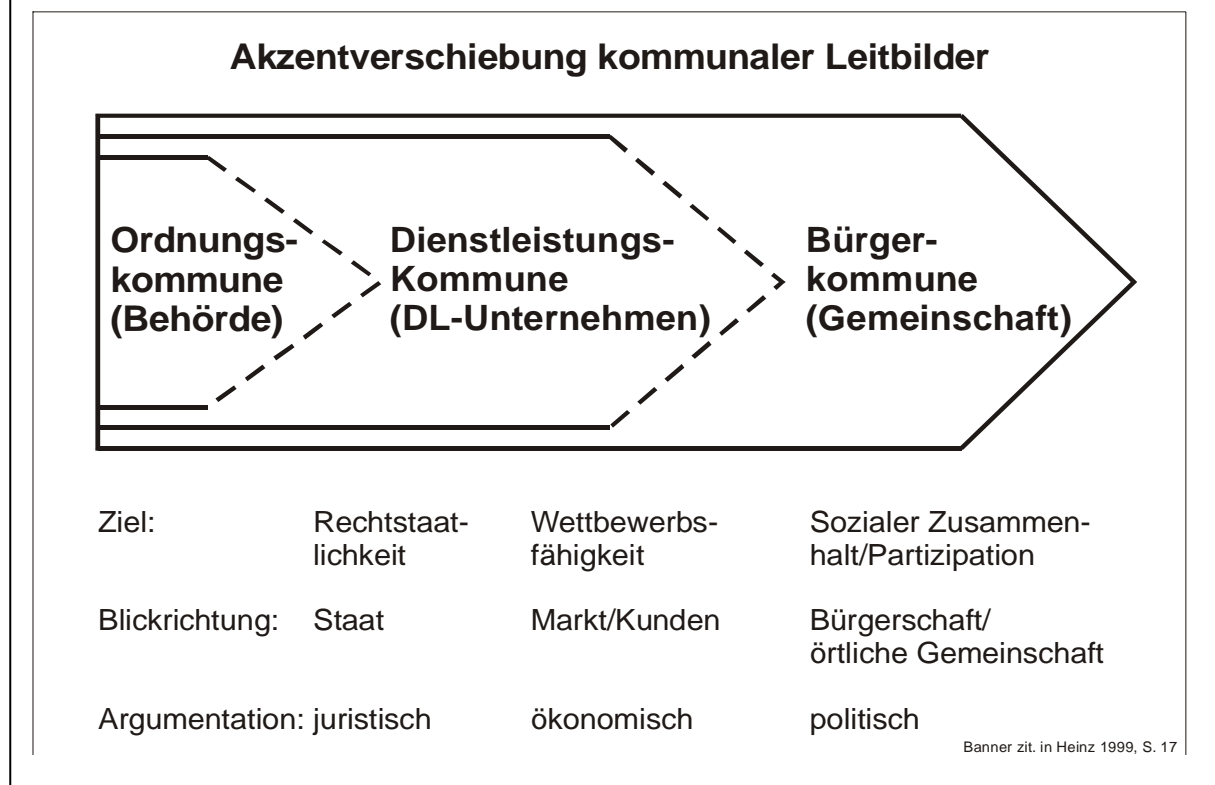 Akzentverschiebung kommunaler Leitbilder
Ordnungs-
kommune
(Behörde)
Dienstleistungs-
Kommune
(DL-Unternehmen)
Bürger-
kommune
(Gemeinschaft)
Ziel: Rechtstaat- Wettbewerbs- Sozialer Zusammen-
lichkeit fähigkeit halt/Partizipation
Blickrichtung: Staat Markt/Kunden Bürgerschaft/
örtliche Gemeinschaft
Argumentation: juristisch ökonomisch politisch
Banner zit. in Heinz 1999, S. 17